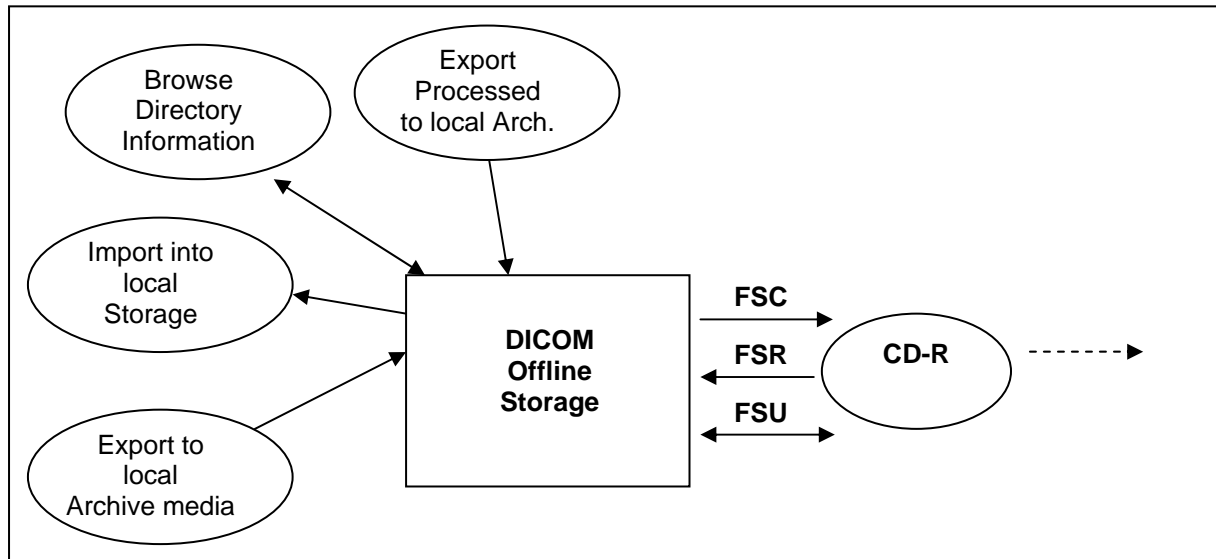 Browse
Directory
Information
Export
Processed
to local Arch.
Import into
local
Storage
Export to
local
Archive media
DICOM
Offline
Storage
FSC
FSR
FSU
CD-R